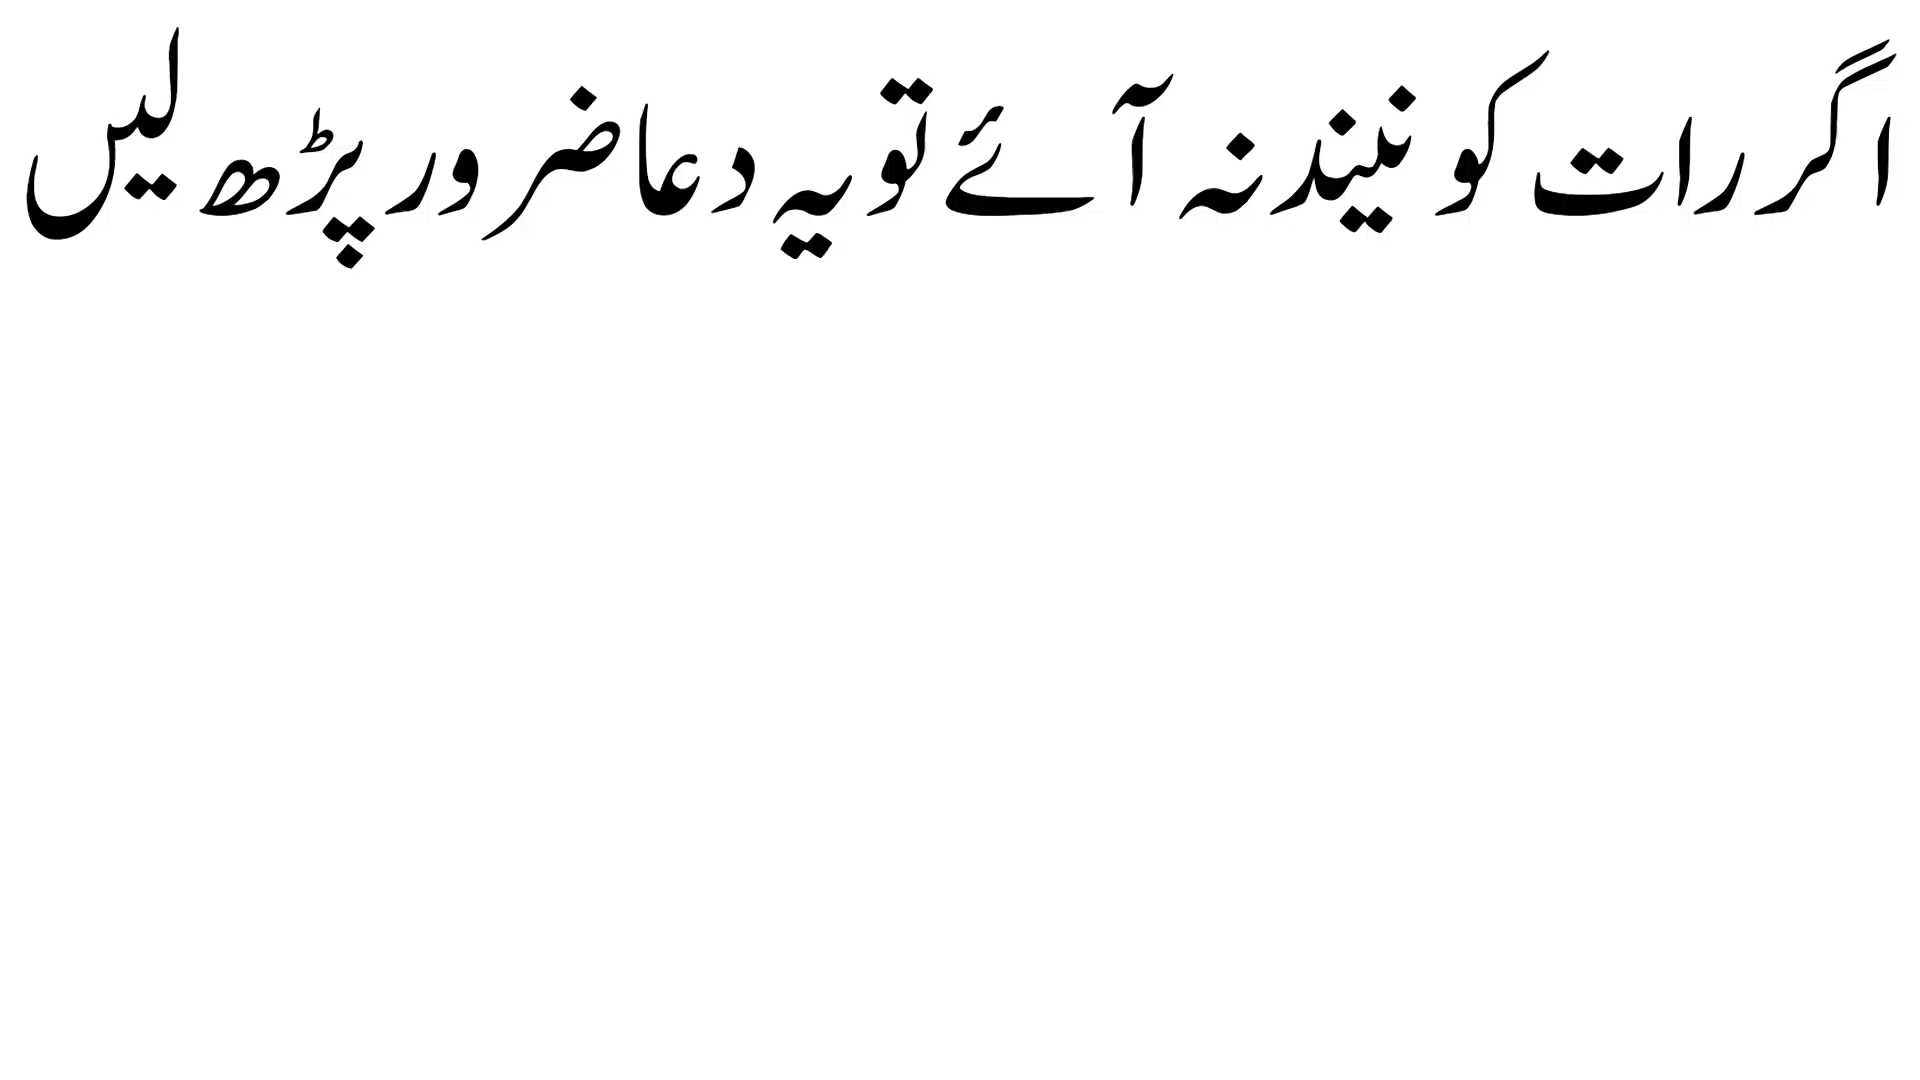 اگر رات کو نیند نہ آئے تو یہ دعا ضرور پڑھ لیں